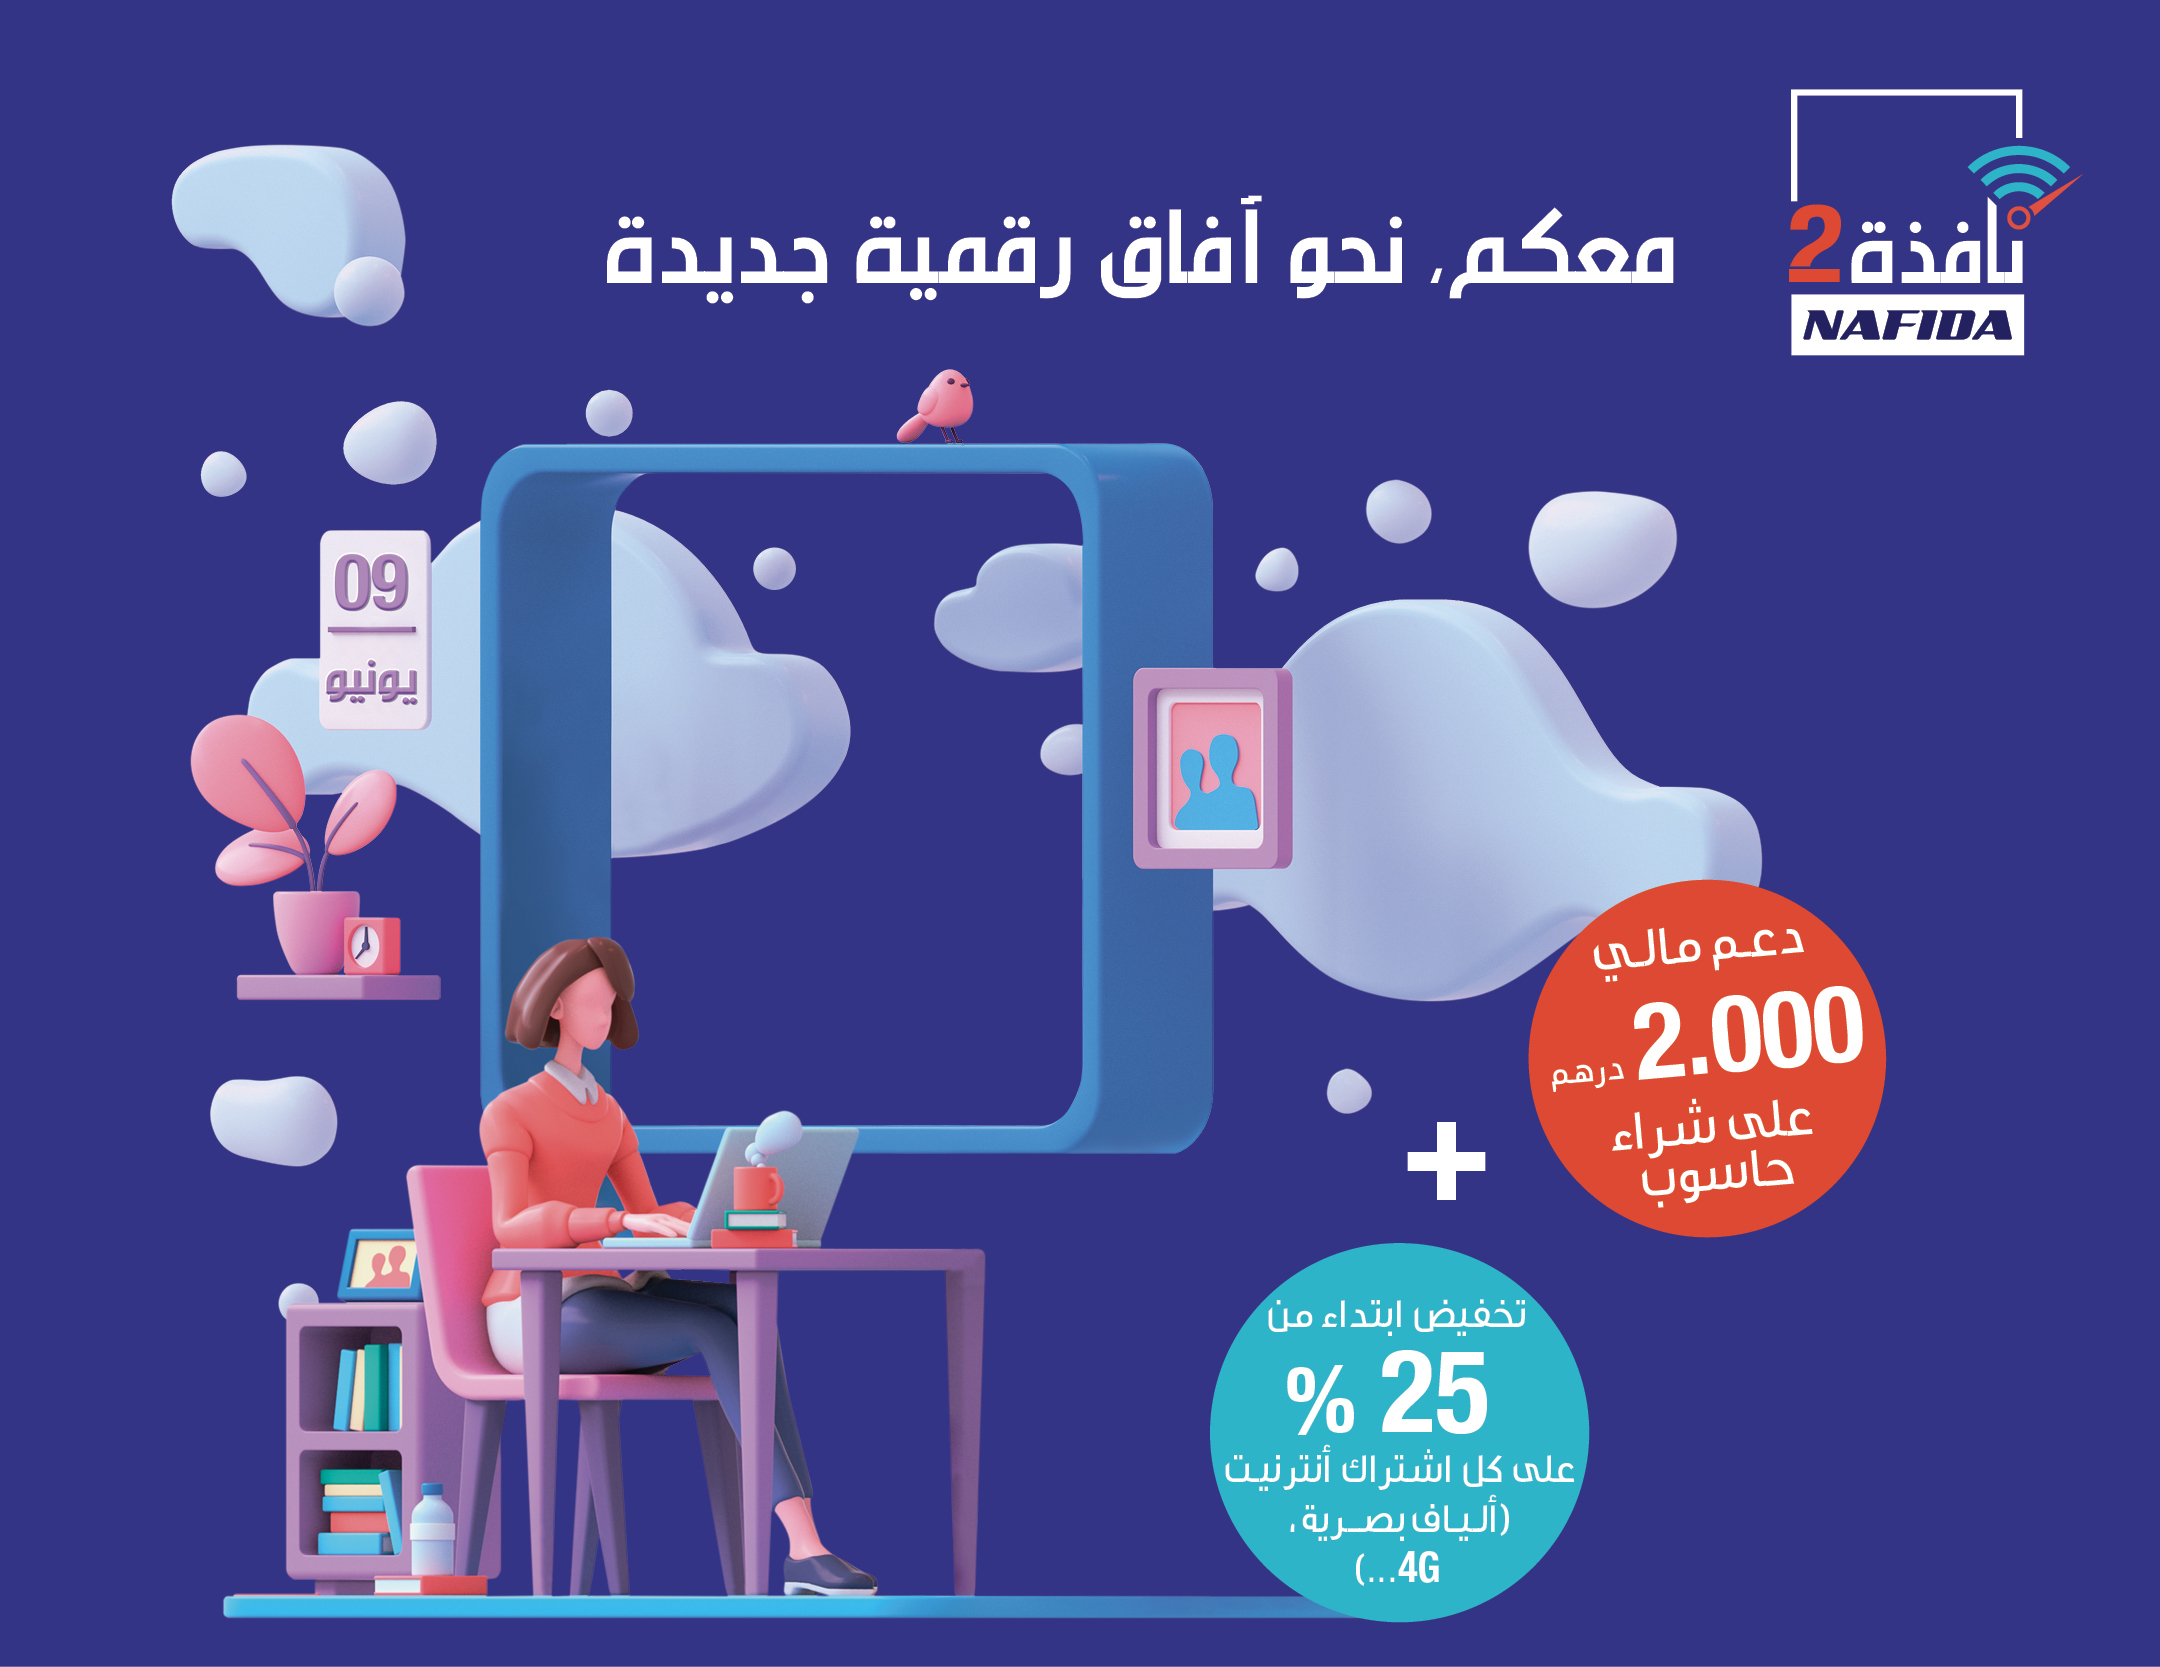 نافذة 2
NAFIDA
معكم، نحو أفاق رقمية جديدة
09
يونيو
دعم مالي
2.000 درهم
على شراء
حاسوب
+
تخفيض ابتداء من
25 %
على كل اشتراك أنترنيت
(ألياف بصرية،
4G...)